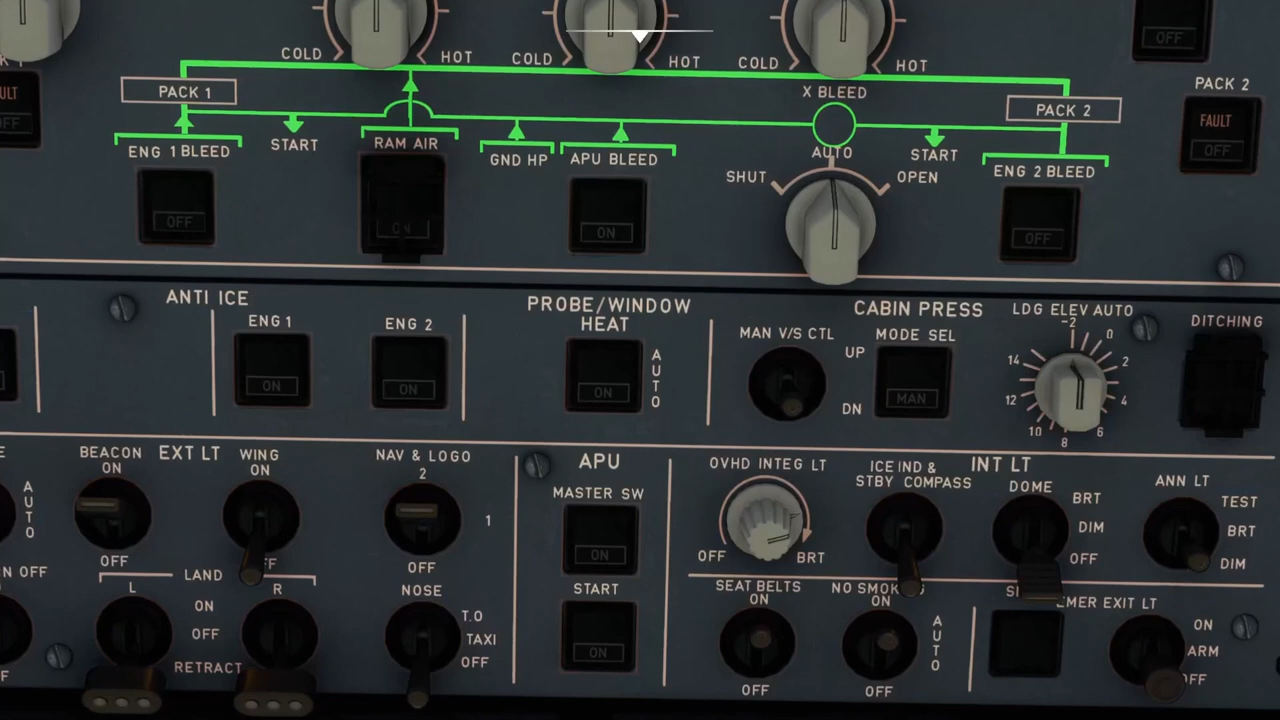 OFF
COLD HOT COLD HOT COLD HOT
X BLEED
PACK 1
PACK 2
PACK 2
FAULT
OFF
ENG 1 BLEED
START
RAM AIR
GND HP
APU BLEED
AUTO
START
ENG 2 BLEED
SHUT
OPEN
OFF
ON
ON
OFF
ANTI ICE
ENG 1
ENG 2
ON
ON
PROBE/WINDOW
HEAT
ON
AUTO
CABIN PRESS
MAN V/S CTL
UP
DN
MODE SEL
MAN
LDG ELEV AUTO
-2
0
2
4
6
8
10
12
14
DITCHING
EXT LT
BEACON
ON
OFF
AUTO
WING
ON
NAV & LOGO
2
1
OFF
LAND
L
R
ON
OFF
RETRACT
NOSE
T.O
TAXI
OFF
APU
MASTER SW
ON
START
ON
INT LT
OVHD INTEG LT
OFF
BRT
ICE IND &
STBY COMPASS
DOME
BRT
DIM
OFF
ANN LT
TEST
BRT
DIM
SEAT BELTS
ON
OFF
ON
AUTO
OFF
EMER EXIT LT
ON
ARM
OFF